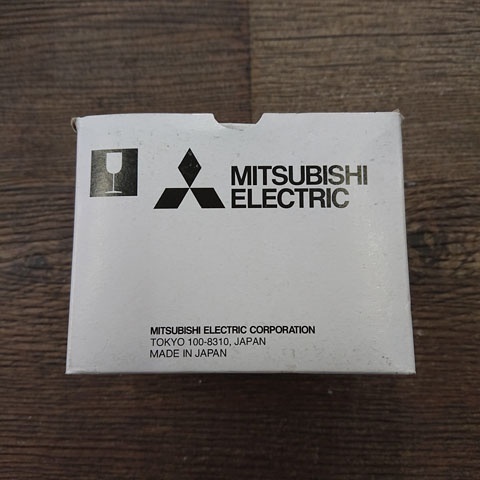 MITSUBISHI
ELECTRIC
MITSUBISHI ELECTRIC CORPORATION
TOKYO 100-8310, JAPAN
MADE IN JAPAN